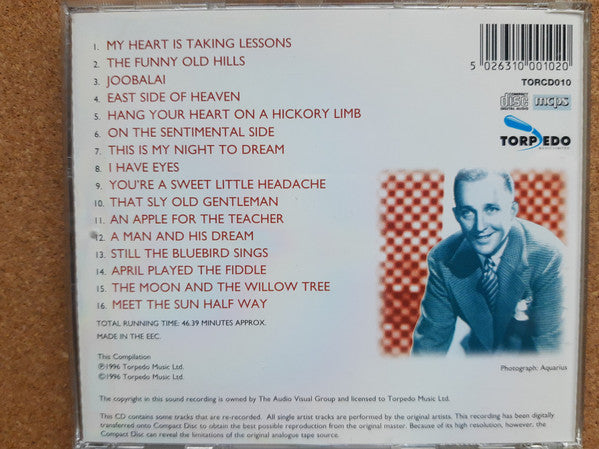 1. MY HEART IS TAKING LESSONS
2. THE FUNNY OLD HILLS
3. JOOBALAI
4. EAST SIDE OF HEAVEN
5. HANG YOUR HEART ON A HICKORY LIMB
6. ON THE SENTIMENTAL SIDE
7. THIS IS MY NIGHT TO DREAM
8. I HAVE EYES
9. YOU'RE A SWEET LITTLE HEADACHE
10. THAT SLY OLD GENTLEMAN
11. AN APPLE FOR THE TEACHER
12. A MAN AND HIS DREAM
13. STILL THE BLUEBIRD SINGS
14. APRIL PLAYED THE FIDDLE
15. THE MOON AND THE WILLOW TREE
16. MEET THE SUN HALF WAY
TOTAL RUNNING TIME: 46.39 MINUTES APPROX.
MADE IN THE EEC.
This Compilation
℗1996 Torpedo Music Ltd.
©1996 Torpedo Music Ltd.
5 026310 001020
TORCD010
COMPACT disc DIGITAL AUDIO mcps
TORPEDO
MUSIC LIMITED
Photograph: Aquarius
The copyright in this sound recording is owned by The Audio Visual Group and licensed to Torpedo Music Ltd.
This CD contains some tracks that are re-recorded. All single artist tracks are performed by the original artists. This recording has been digitally
transferred onto Compact Disc to obtain the best possible reproduction from the original master. Because of its high resolution, however, the
Compact Disc can reveal the limitations of the original analogue tape source.